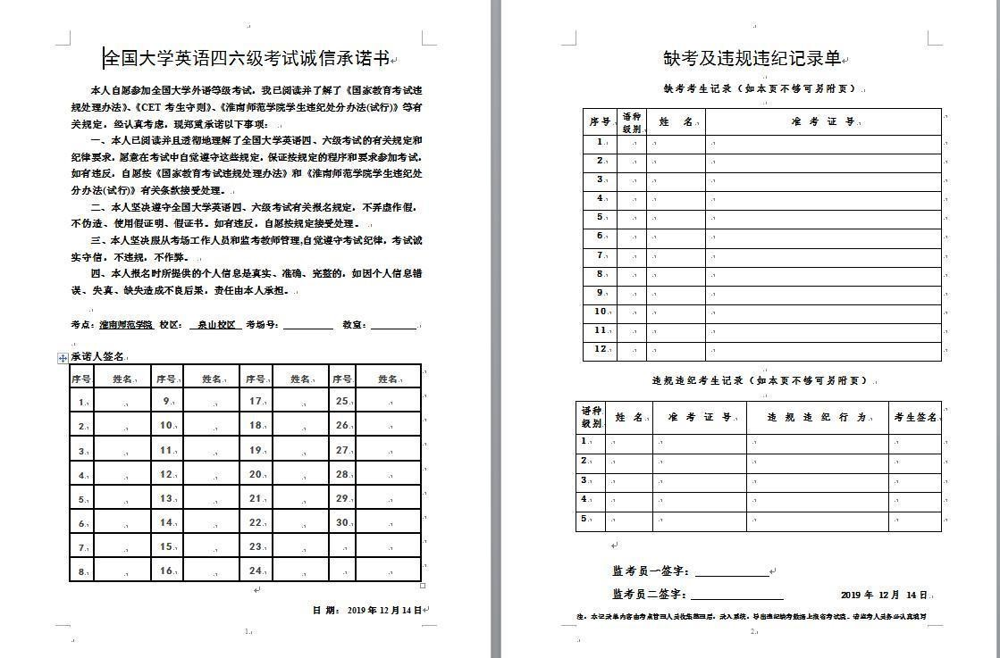 全国大学英语四六级考试诚信承诺书
本人自愿参加全国大学外语等级考试，我已阅读并了解了《国家教育考试违
规处理办法》、《CET 考生守则》、《淮南师范学院学生违纪处分办法(试行)》等有
关规定，经认真考虑，现郑重承诺以下事项：
一、本人已阅读并且透彻地理解了全国大学英语四、六级考试的有关规定和
纪律要求，愿意在考试中自觉遵守这些规定，保证按规定的程序和要求参加考试，
如有违反，自愿按《国家教育考试违规处理办法》和《淮南师范学院学生违纪处
分办法(试行)》有关条款接受处理。
二、本人坚决遵守全国大学英语四、六级考试有关报名规定，不弄虚作假，
不伪造、使用假证明、假证书。如有违反，自愿按规定接受处理。
三、本人坚决服从考场工作人员和监考教师管理,自觉遵守考试纪律，考试诚
实守信，不违规，不作弊。
四、本人报名时所提供的个人信息是真实、准确、完整的，如因个人信息错
误、失真、缺失造成不良后果，责任由本人承担。
考点：淮南师范学院 校区： 泉山校区 考场号：________ 教室：________
承诺人签名
序号 姓名 序号 姓名 序号 姓名 序号 姓名
1 9 17 25
2 10 18 26
3 11 19 27
4 12 20 28
5 13 21 29
6 14 22 30
7 15 23
8 16 24
日 期： 2019 年 12 月 14 日
1
缺考及违规违纪记录单
缺考考生记录（如本页不够可另附页）
序号 语种级别 姓 名 准 考 证 号
1
2
3
4
5
6
7
8
9
10
11
12
违规违纪考生记录（如本页不够可另附页）
语种级别 姓 名 准 考 证 号 违 规 违 纪 行 为 考生签名
1
2
3
4
5
监考员一签字：________
监考员二签字：________ 2019 年 12 月 14 日
注：本记录单内容由考点管理人员收集整理后，录入系统，导出违纪缺考数据上报省考试院。请监考人员务必认真填写
2